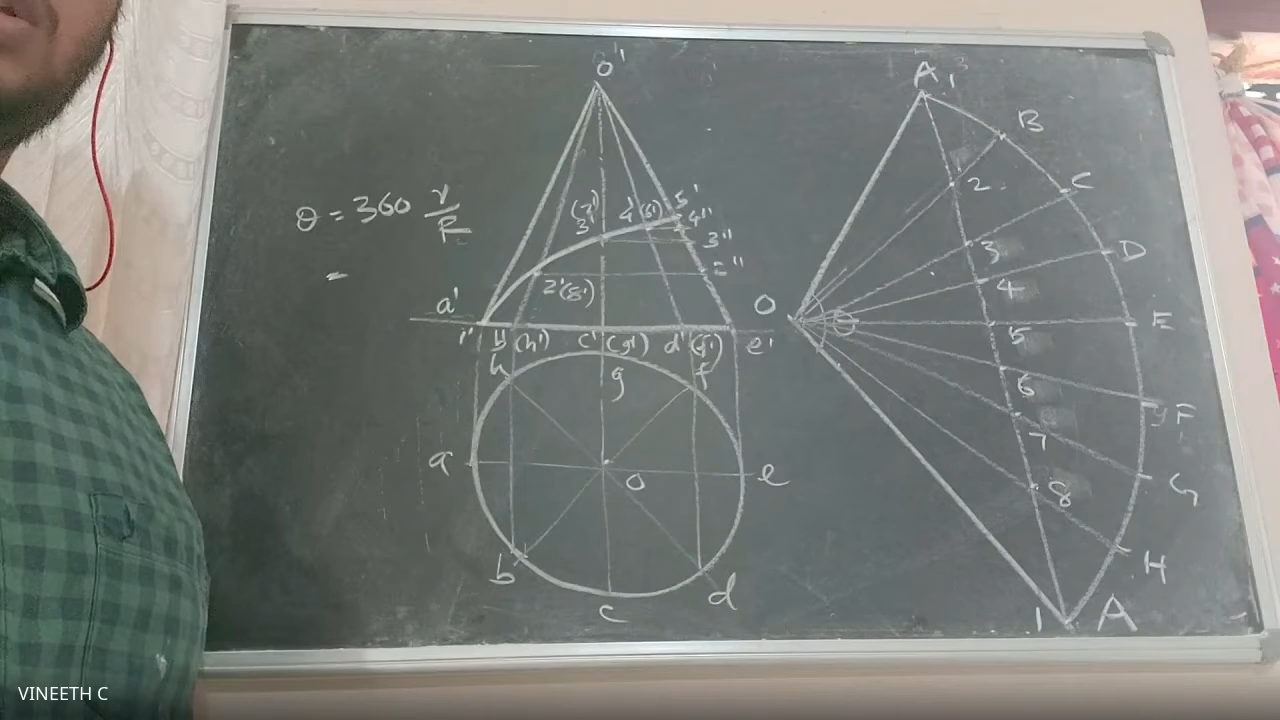 θ = 360 r/R
=
o'
(7')
3'
4'(6')
5'
4''
3''
2''
2'(8')
a'
1'
b'(h')
c'(g')
d'(f')
e'
h
g
f
a
o
e
b
c
d
A
1
B
2
C
3
D
4
O
θ
E
5
6
F
7
G
8
H
1
A
VINEETH C